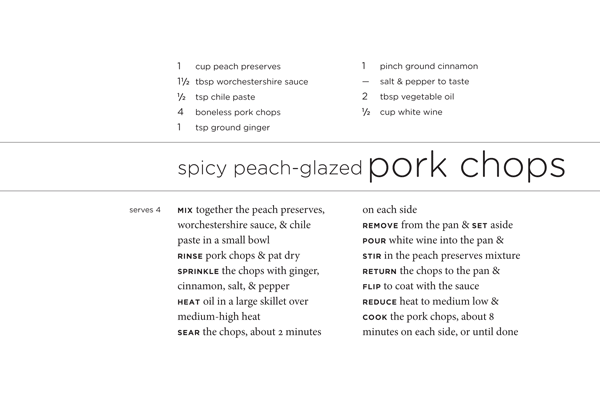 1 cup peach preserves
1½ tbsp worchestershire sauce
½ tsp chile paste
4 boneless pork chops
1 tsp ground ginger
1 pinch ground cinnamon
— salt & pepper to taste
2 tbsp vegetable oil
½ cup white wine
spicy peach-glazed pork chops
serves 4
MIX together the peach preserves,
worchestershire sauce, & chile
paste in a small bowl
RINSE pork chops & pat dry
SPRINKLE the chops with ginger,
cinnamon, salt, & pepper
HEAT oil in a large skillet over
medium-high heat
SEAR the chops, about 2 minutes
on each side
REMOVE from the pan & SET aside
POUR white wine into the pan &
STIR in the peach preserves mixture
RETURN the chops to the pan &
FLIP to coat with the sauce
REDUCE heat to medium low &
COOK the pork chops, about 8
minutes on each side, or until done